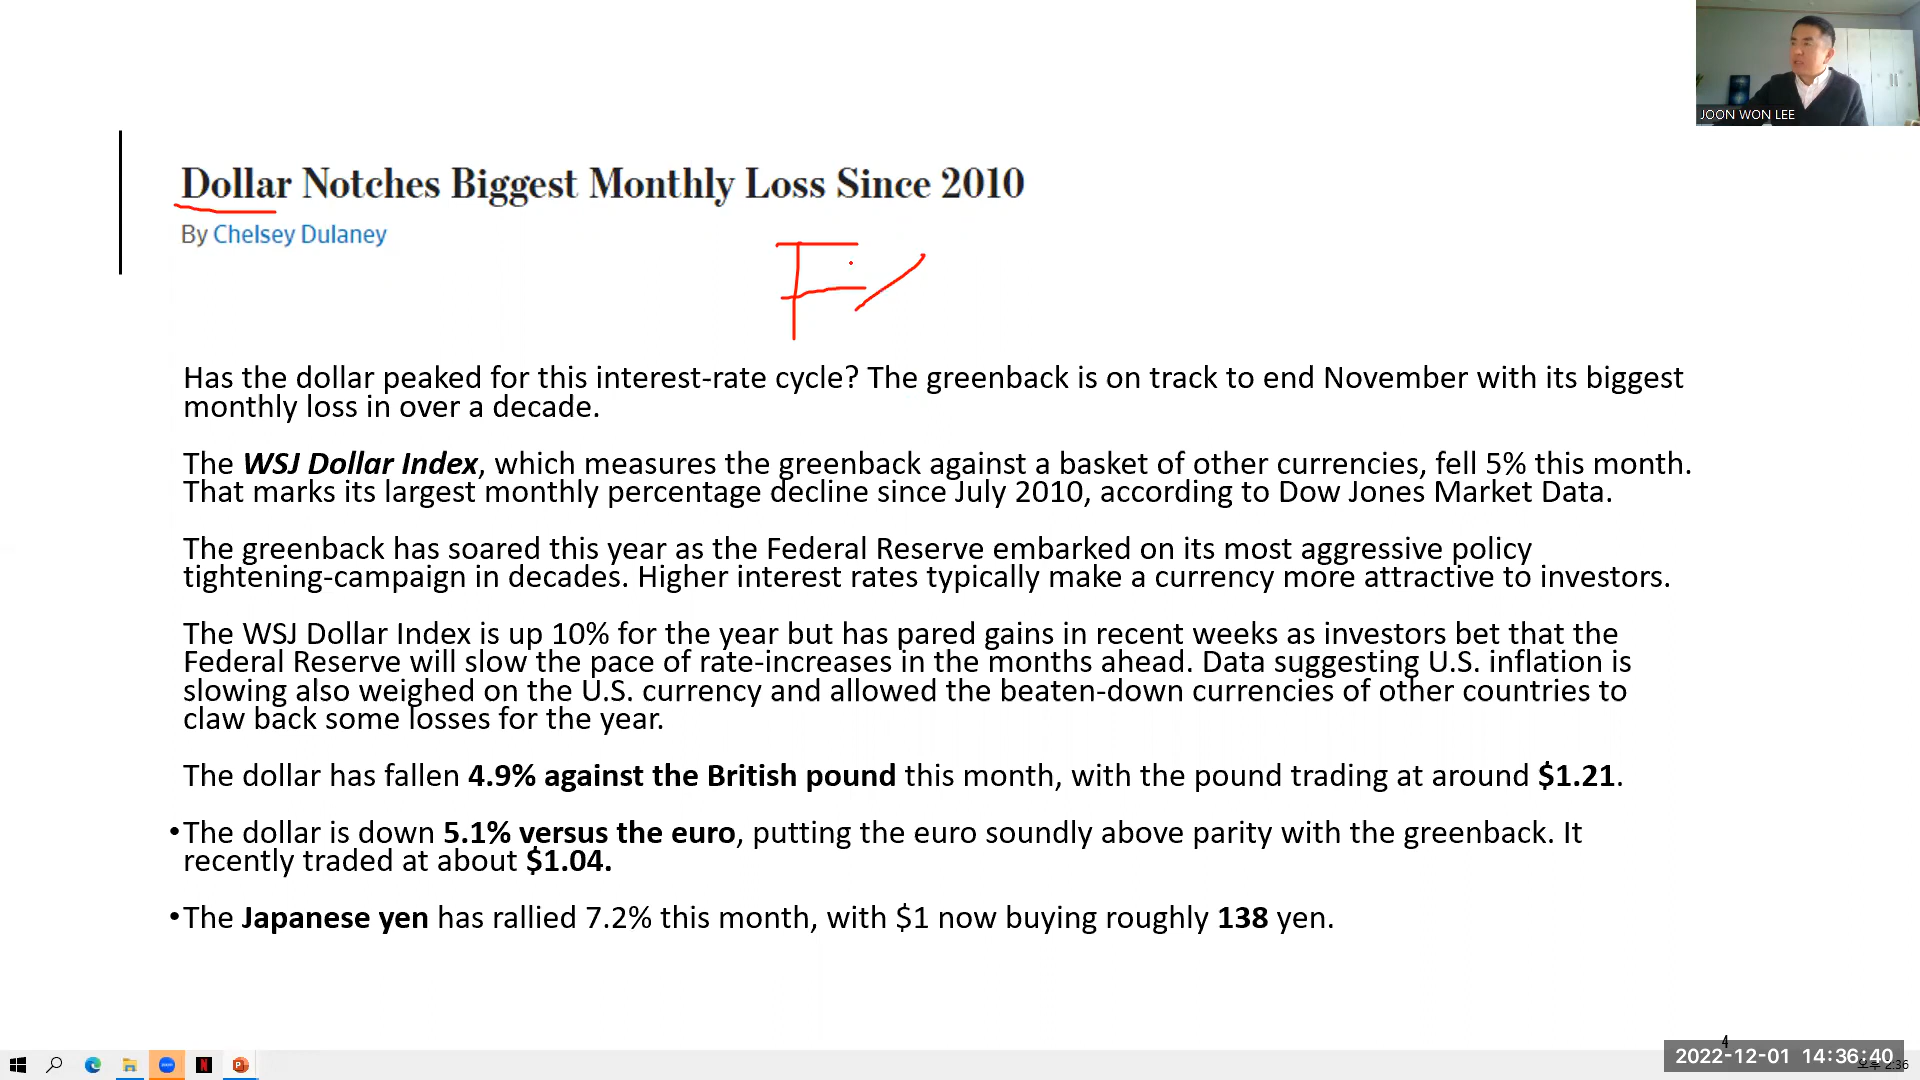 JOON WON LEE
Dollar Notches Biggest Monthly Loss Since 2010
By Chelsey Dulaney
Has the dollar peaked for this interest-rate cycle? The greenback is on track to end November with its biggest
monthly loss in over a decade.
The WSJ Dollar Index, which measures the greenback against a basket of other currencies, fell 5% this month.
That marks its largest monthly percentage decline since July 2010, according to Dow Jones Market Data.
The greenback has soared this year as the Federal Reserve embarked on its most aggressive policy
tightening-campaign in decades. Higher interest rates typically make a currency more attractive to investors.
The WSJ Dollar Index is up 10% for the year but has pared gains in recent weeks as investors bet that the
Federal Reserve will slow the pace of rate-increases in the months ahead. Data suggesting U.S. inflation is
slowing also weighed on the U.S. currency and allowed the beaten-down currencies of other countries to
claw back some losses for the year.
The dollar has fallen 4.9% against the British pound this month, with the pound trading at around $1.21.
•The dollar is down 5.1% versus the euro, putting the euro soundly above parity with the greenback. It
recently traded at about $1.04.
•The Japanese yen has rallied 7.2% this month, with $1 now buying roughly 138 yen.
4
2022-12-01 14:36:40
오후 2:36